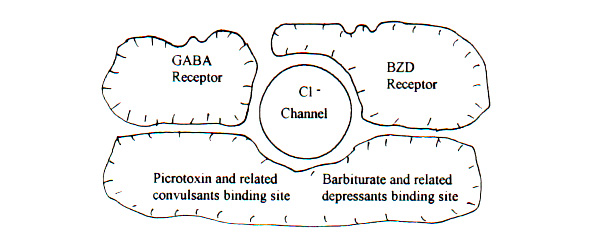 GABA
Receptor
BZD
Receptor
Cl -
Channel
Picrotoxin and related
convulsants binding site
Barbiturate and related
depressants binding site